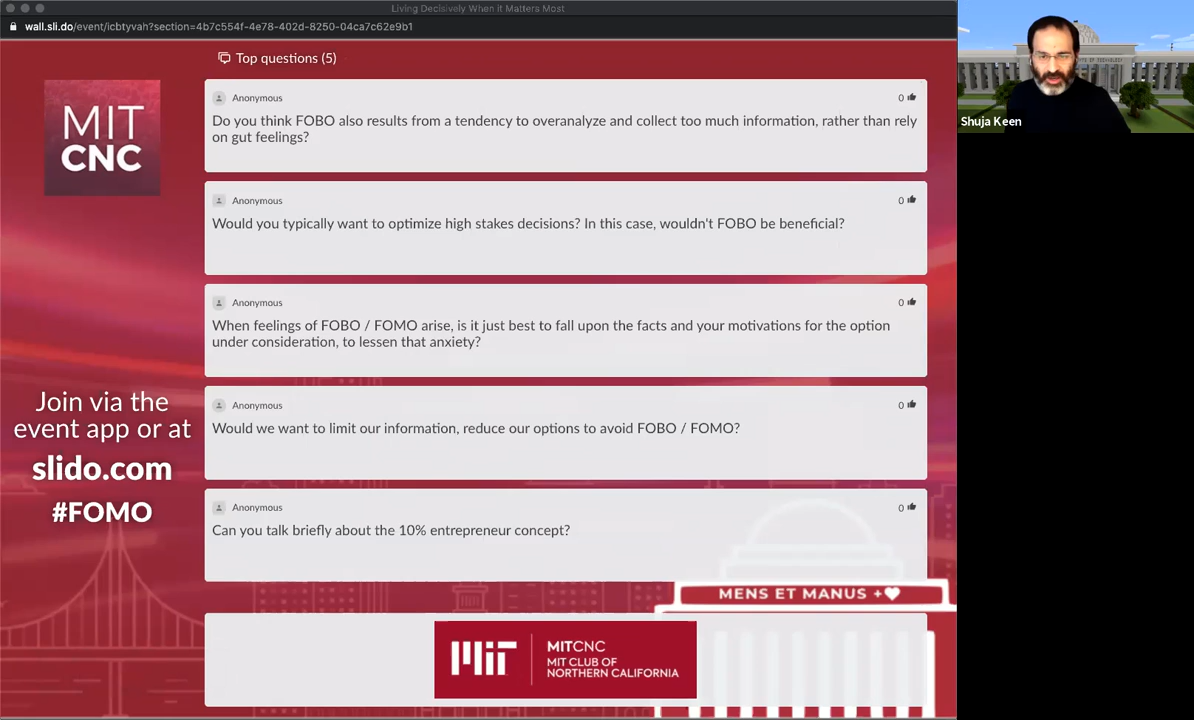 Living Decisively When it Matters Most
wall.sli.do/event/icbtyvah?section=4b7c554f-4e78-402d-8250-04ca7c62e9b1
Top questions (5)
MIT
CNC
Anonymous
0
Do you think FOBO also results from a tendency to overanalyze and collect too much information, rather than rely
on gut feelings?
Anonymous
0
Would you typically want to optimize high stakes decisions? In this case, wouldn't FOBO be beneficial?
Anonymous
0
When feelings of FOBO / FOMO arise, is it just best to fall upon the facts and your motivations for the option
under consideration, to lessen that anxiety?
Anonymous
0
Would we want to limit our information, reduce our options to avoid FOBO / FOMO?
Anonymous
0
Can you talk briefly about the 10% entrepreneur concept?
Join via the
event app or at
slido.com
#FOMO
MENS ET MANUS +
MIT
MITCNC
MIT CLUB OF
NORTHERN CALIFORNIA
Shuja Keen